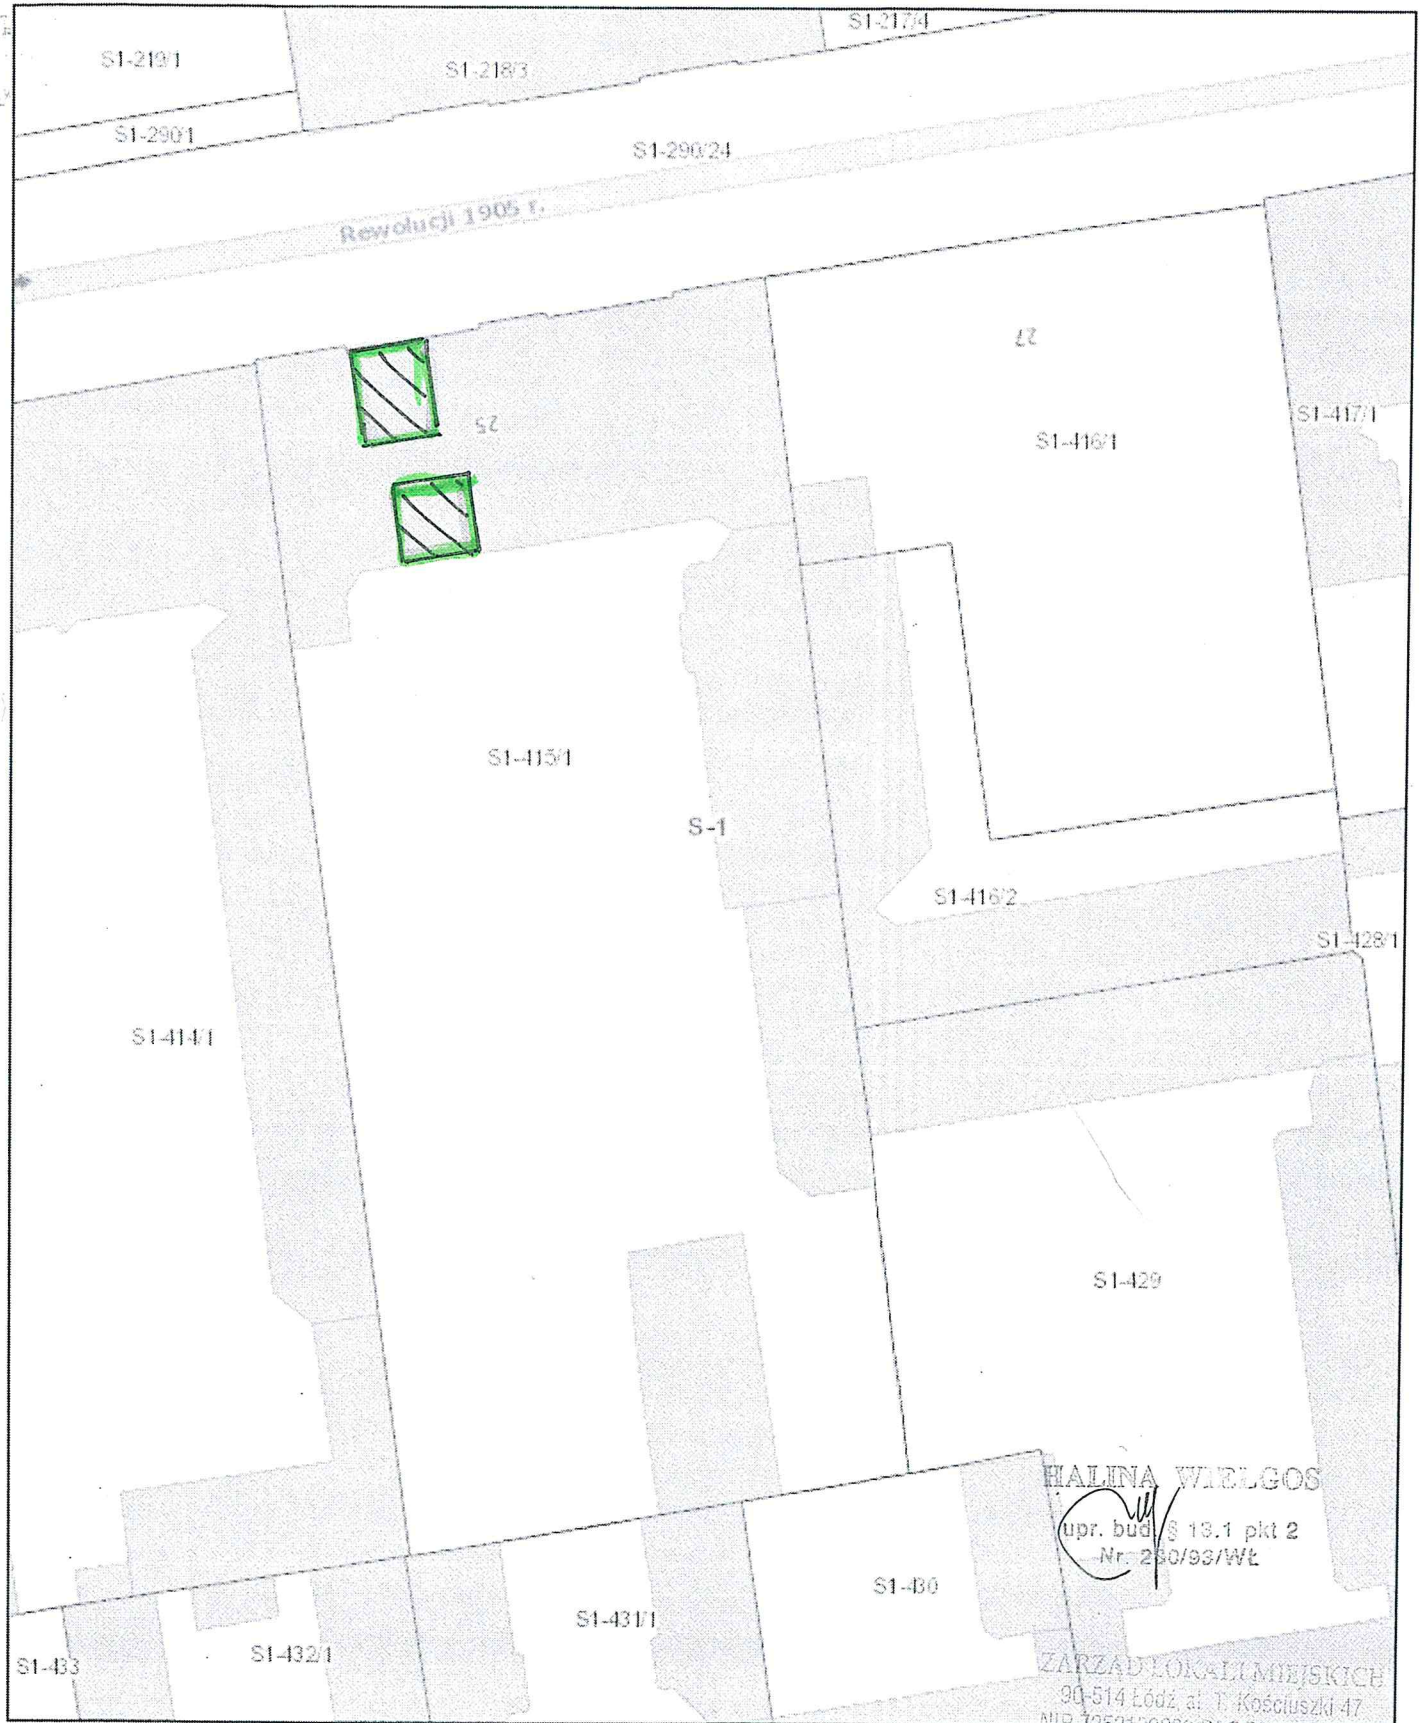 S1-217/4
S1-219/1
S1-218/3
S1-290/1
S1-290/24
Rewolucji 1905 r.
27
25
S1-417/1
S1-416/1
S1-415/1
S-1
S1-416/2
S1-428/1
S1-414/1
S1-429
HALINA WIELGOS
upr. bud. § 13.1 pkt 2
Nr. 280/93/WŁ
S1-430
S1-431/1
S1-432/1
S1-433
ZARZĄD LOKALI MIEJSKICH
90-514 Łódź, al. T. Kościuszki 47
NIP